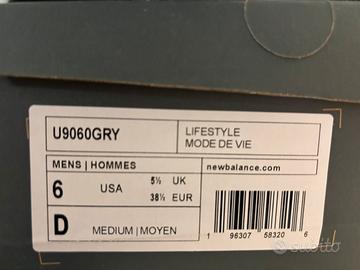 U9060GRY
LIFESTYLE
MODE DE VIE
MENS | HOMMES
newbalance.com
6 USA 5½ UK
38½ EUR
D MEDIUM | MOYEN
1 96307 58320 6
subito